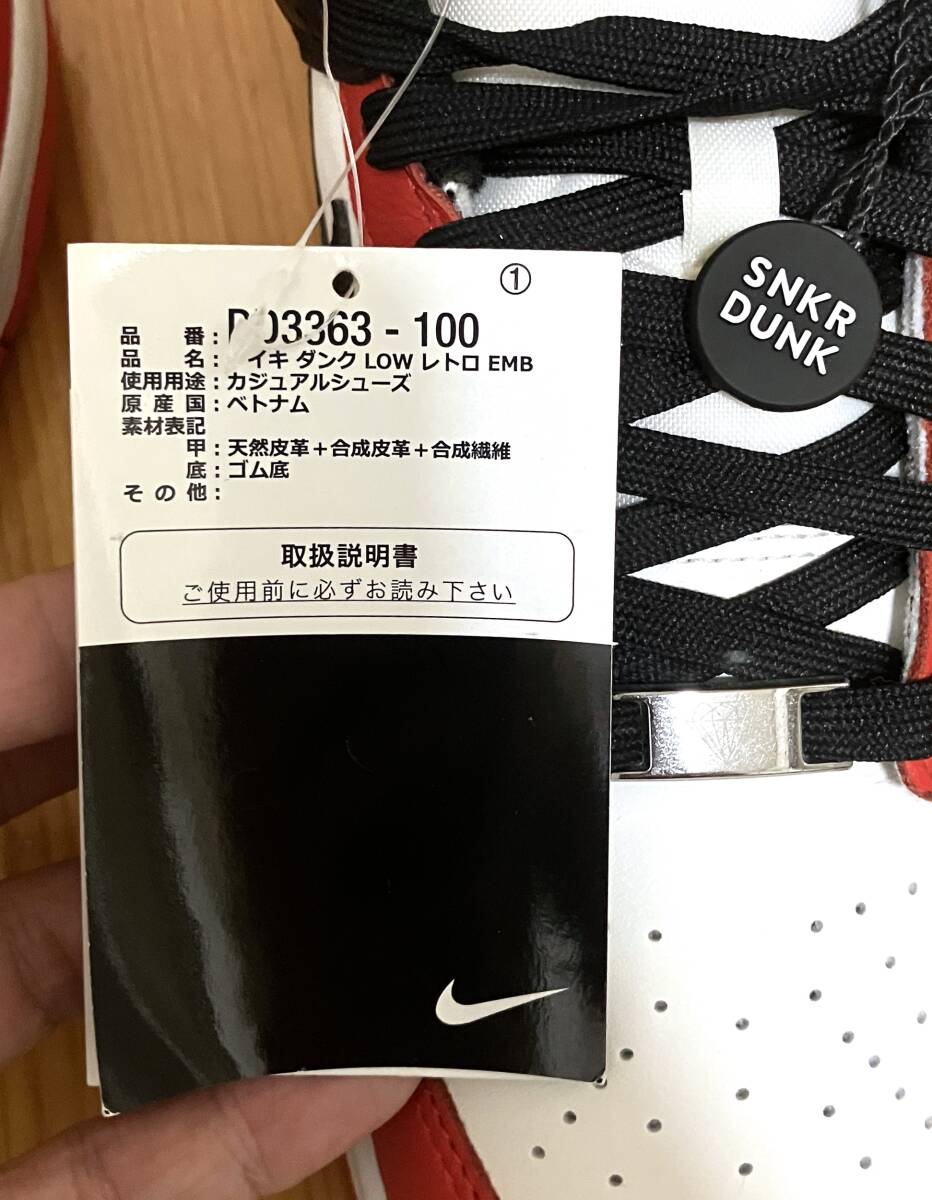 ①
品番：D3363 - 100
品名：イキ ダンク LOW レトロ EMB
使用用途：カジュアルシューズ
原産国：ベトナム
素材表記
甲：天然皮革＋合成皮革＋合成繊維
底：ゴム底
その他：
取扱説明書
ご使用前に必ずお読み下さい
SNKR
DUNK